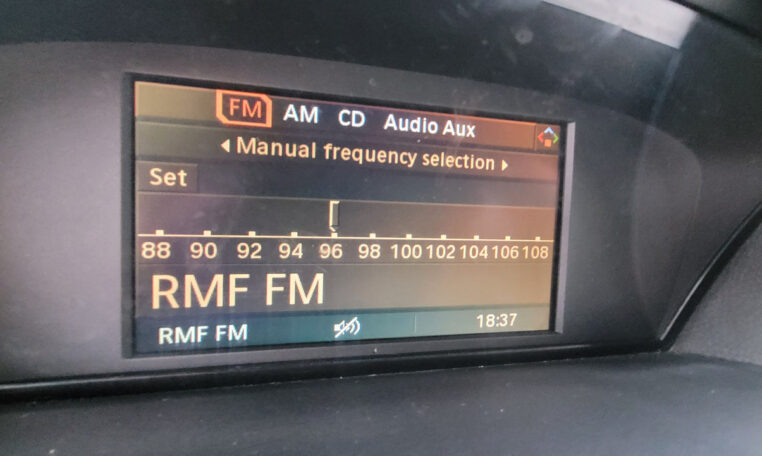 FM AM CD Audio Aux
Manual frequency selection
Set
88 90 92 94 96 98 100 102 104 106 108
RMF FM
RMF FM 18:37